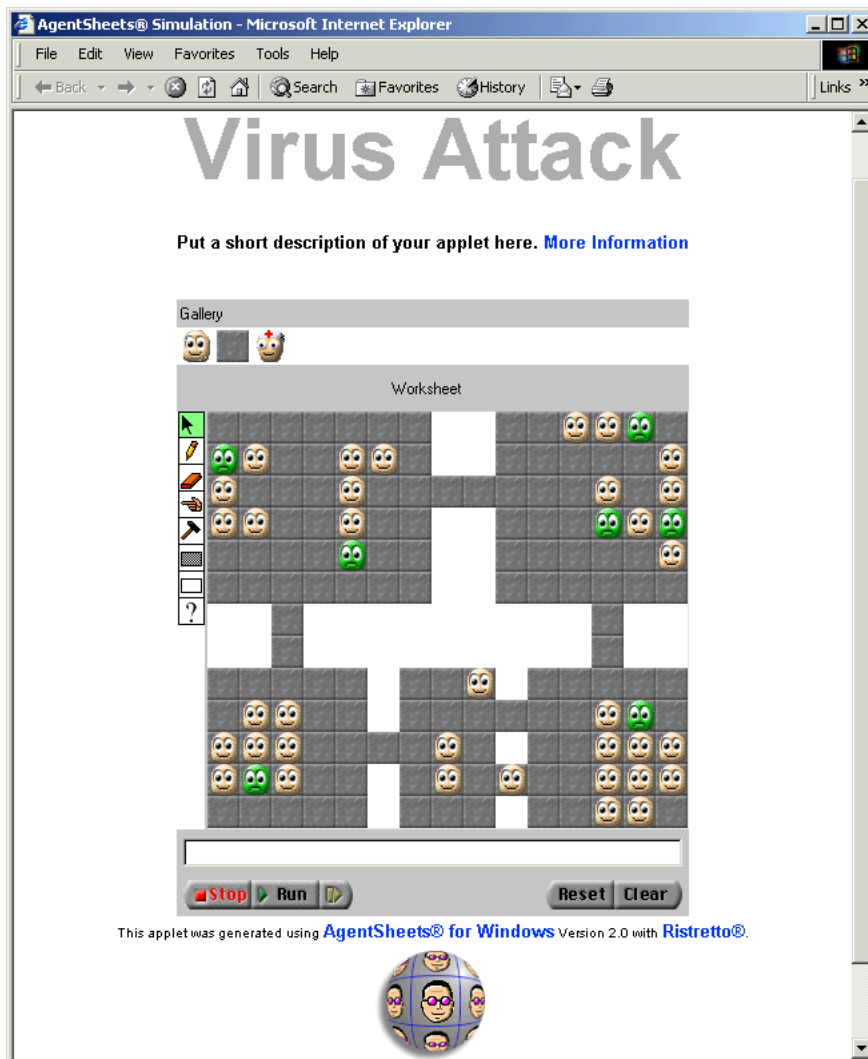 AgentSheets® Simulation - Microsoft Internet Explorer
File Edit View Favorites Tools Help
Back Search Favorites History Links »
Virus Attack
Put a short description of your applet here. More Information
Gallery
Worksheet
?
Stop Run Reset Clear
This applet was generated using AgentSheets® for Windows Version 2.0 with Ristretto®.